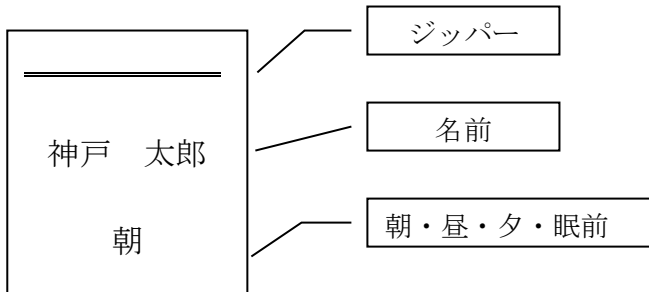 ジッパー
神戸　太郎
名前
朝
朝・昼・夕・眠前